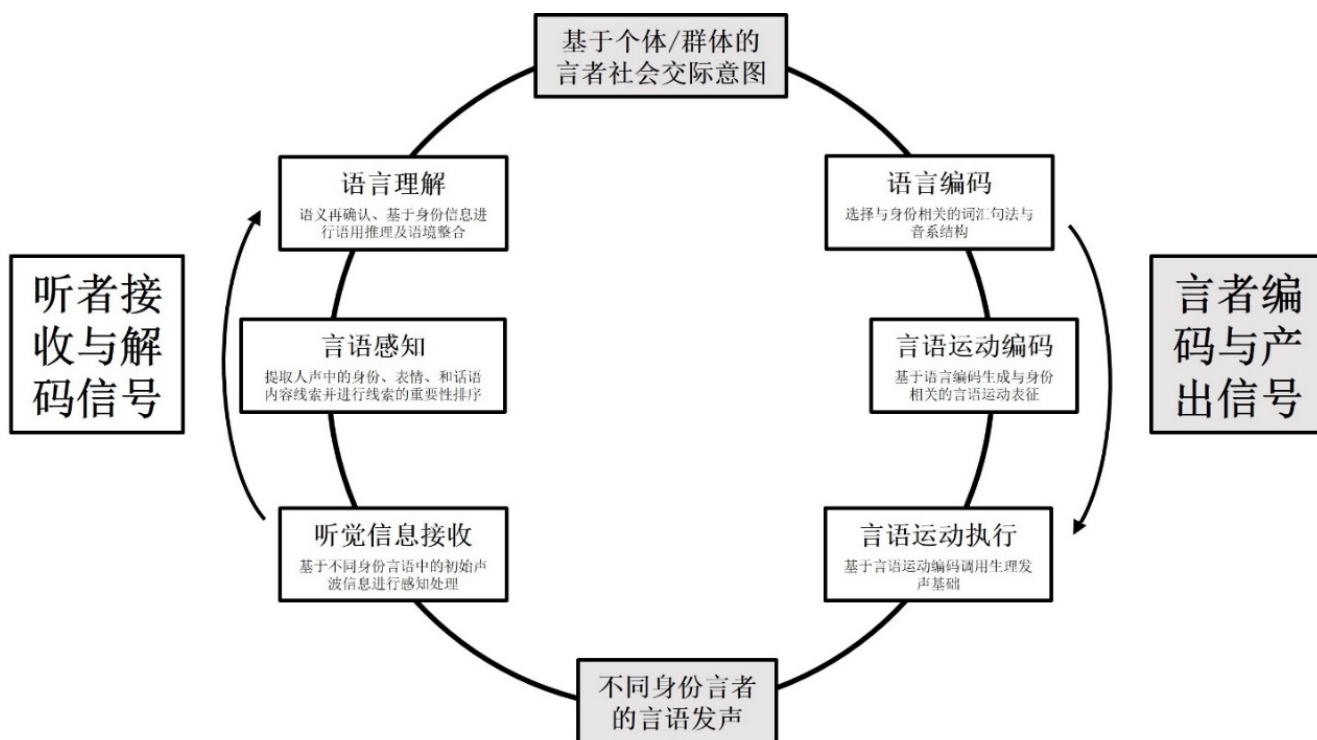 基于个体/群体的
言者社会交际意图
语言理解
语义再确认、基于身份信息进
行语用推理及语境整合
语言编码
选择与身份相关的词汇句法与
音系结构
听者接
收与解
码信号
言语感知
提取人声中的身份、表情、和话语
内容线索并进行线索的重要性排序
言语运动编码
基于语言编码生成与身份
相关的言语运动表征
言者编
码与产
出信号
听觉信息接收
基于不同身份言语中的初始声
波信息进行感知处理
言语运动执行
基于言语运动编码调用生理发
声基础
不同身份言者
的言语发声